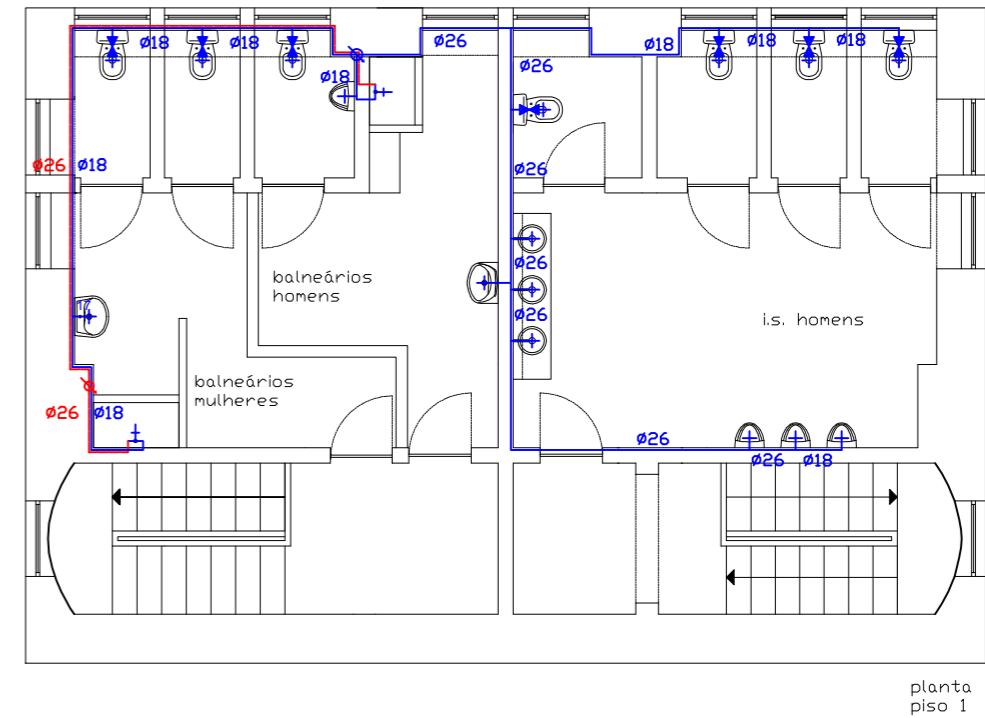 Ø18
Ø18
Ø26
Ø18
Ø18
Ø18
Ø18
Ø26
Ø26
Ø18
Ø26
Ø26
balneários
homens
Ø26
i.s. homens
balneários
mulheres
Ø26
Ø18
Ø26
Ø26
Ø18
planta
piso 1